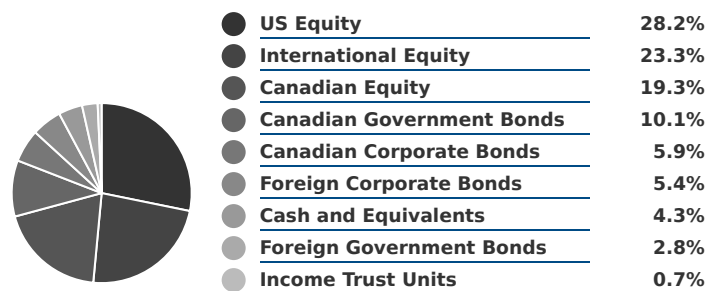 US Equity 28.2%
International Equity 23.3%
Canadian Equity 19.3%
Canadian Government Bonds 10.1%
Canadian Corporate Bonds 5.9%
Foreign Corporate Bonds 5.4%
Cash and Equivalents 4.3%
Foreign Government Bonds 2.8%
Income Trust Units 0.7%